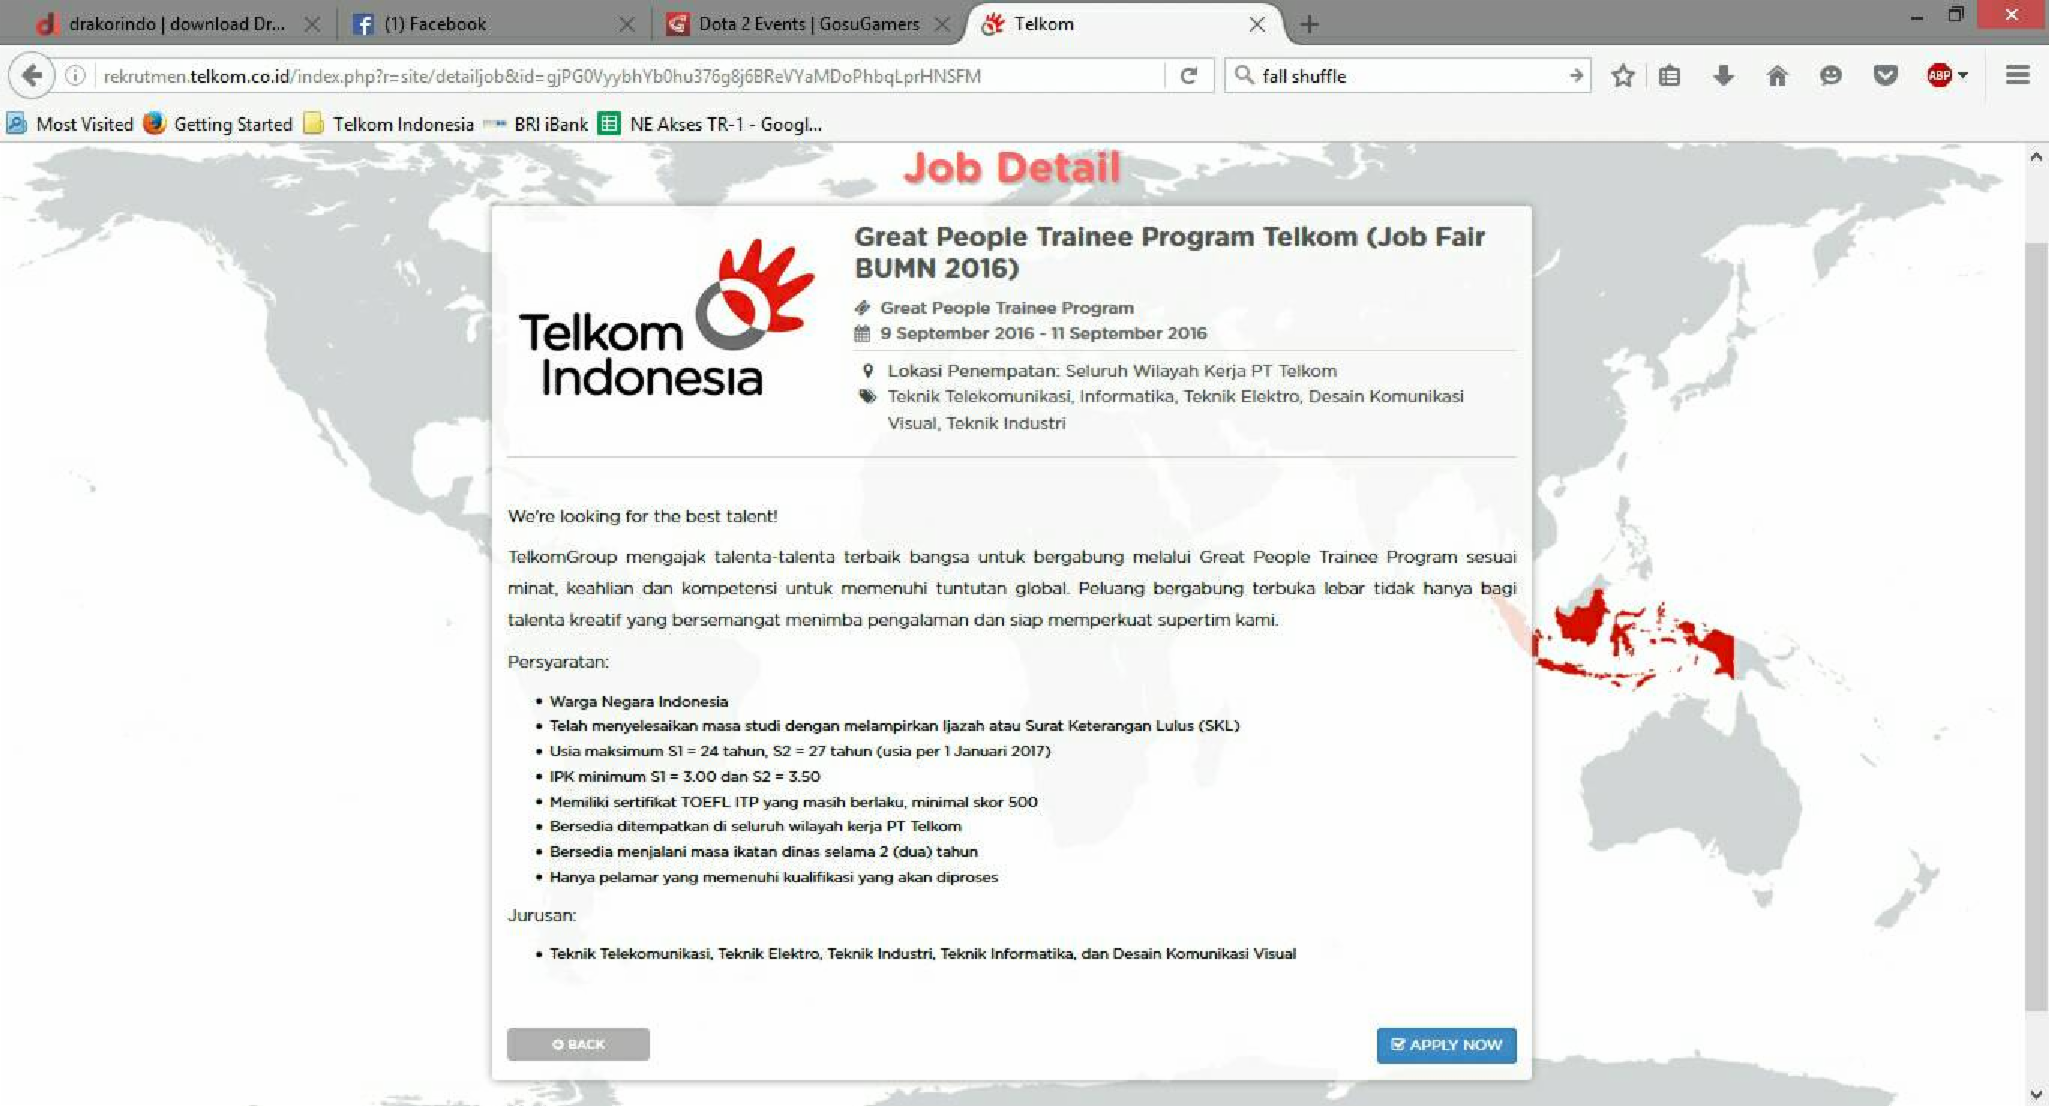 drakorindo | download Dr...
(1) Facebook
Dota 2 Events | GosuGamers
Telkom
rekrutmen.telkom.co.id/index.php?r=site/detailjob&id=gjPG0VyybhYb0hu376g8j6BReVYaMDoPhbqLprHNSFM
fall shuffle
ABP
Most Visited
Getting Started
Telkom Indonesia
BRI iBank
NE Akses TR-1 - Googl...
Job Detail
Telkom
Indonesia
Great People Trainee Program Telkom (Job Fair
BUMN 2016)
Great People Trainee Program
9 September 2016 - 11 September 2016
Lokasi Penempatan: Seluruh Wilayah Kerja PT Telkom
Teknik Telekomunikasi, Informatika, Teknik Elektro, Desain Komunikasi
Visual, Teknik Industri
We're looking for the best talent!
TelkomGroup mengajak talenta-talenta terbaik bangsa untuk bergabung melalui Great People Trainee Program sesuai
minat, keahlian dan kompetensi untuk memenuhi tuntutan global. Peluang bergabung terbuka lebar tidak hanya bagi
talenta kreatif yang bersemangat menimba pengalaman dan siap memperkuat supertim kami.
Persyaratan:
• Warga Negara Indonesia
• Telah menyelesaikan masa studi dengan melampirkan Ijazah atau Surat Keterangan Lulus (SKL)
• Usia maksimum S1 = 24 tahun, S2 = 27 tahun (usia per 1 Januari 2017)
• IPK minimum S1 = 3.00 dan S2 = 3.50
• Memiliki sertifikat TOEFL ITP yang masih berlaku, minimal skor 500
• Bersedia ditempatkan di seluruh wilayah kerja PT Telkom
• Bersedia menjalani masa ikatan dinas selama 2 (dua) tahun
• Hanya pelamar yang memenuhi kualifikasi yang akan diproses
Jurusan:
• Teknik Telekomunikasi, Teknik Elektro, Teknik Industri, Teknik Informatika, dan Desain Komunikasi Visual
BACK
APPLY NOW